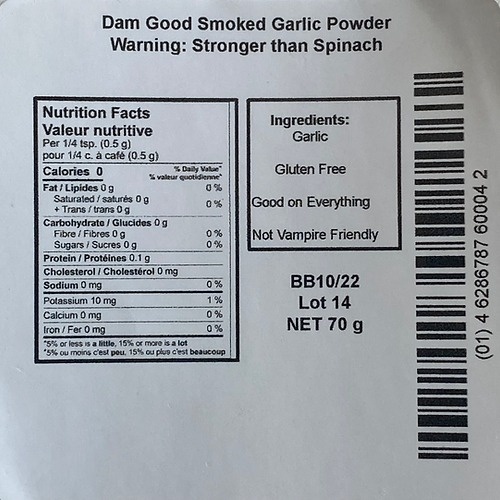 Dam Good Smoked Garlic Powder
Warning: Stronger than Spinach
Nutrition Facts
Valeur nutritive
Per 1/4 tsp. (0.5 g)
pour 1/4 c. à café (0.5 g)
Calories 0
% Daily Value*
% valeur quotidienne*
Fat / Lipides 0 g 0 %
Saturated / saturés 0 g
+ Trans / trans 0 g 0 %
Carbohydrate / Glucides 0 g
Fibre / Fibres 0 g 0 %
Sugars / Sucres 0 g 0 %
Protein / Protéines 0.1 g
Cholesterol / Cholestérol 0 mg
Sodium 0 mg 0 %
Potassium 10 mg 1 %
Calcium 0 mg 0 %
Iron / Fer 0 mg 0 %
*5% or less is a little, 15% or more is a lot
*5% ou moins c'est peu, 15% ou plus c'est beaucoup
Ingredients:
Garlic
Gluten Free
Good on Everything
Not Vampire Friendly
BB10/22
Lot 14
NET 70 g
(01) 4 6286787 60004 2